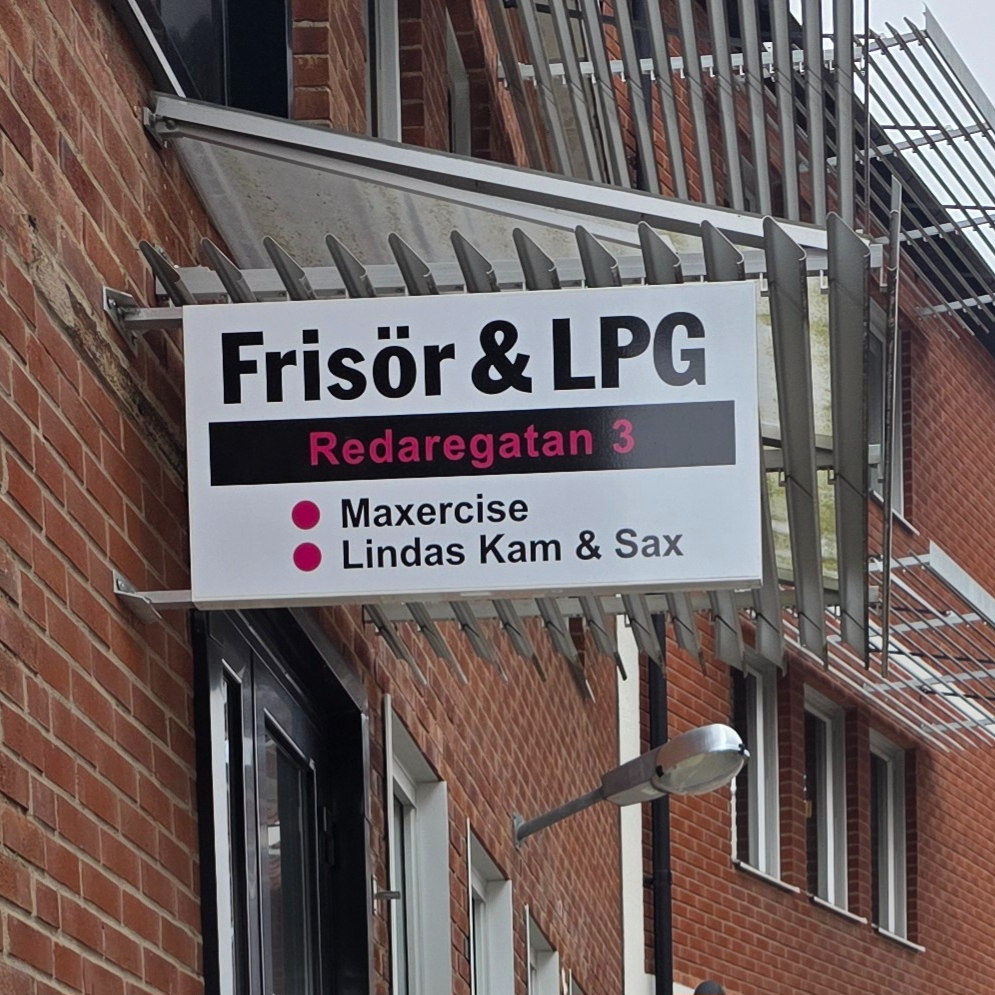 Frisör & LPG
Redaregatan 3
Maxercise
Lindas Kam & Sax